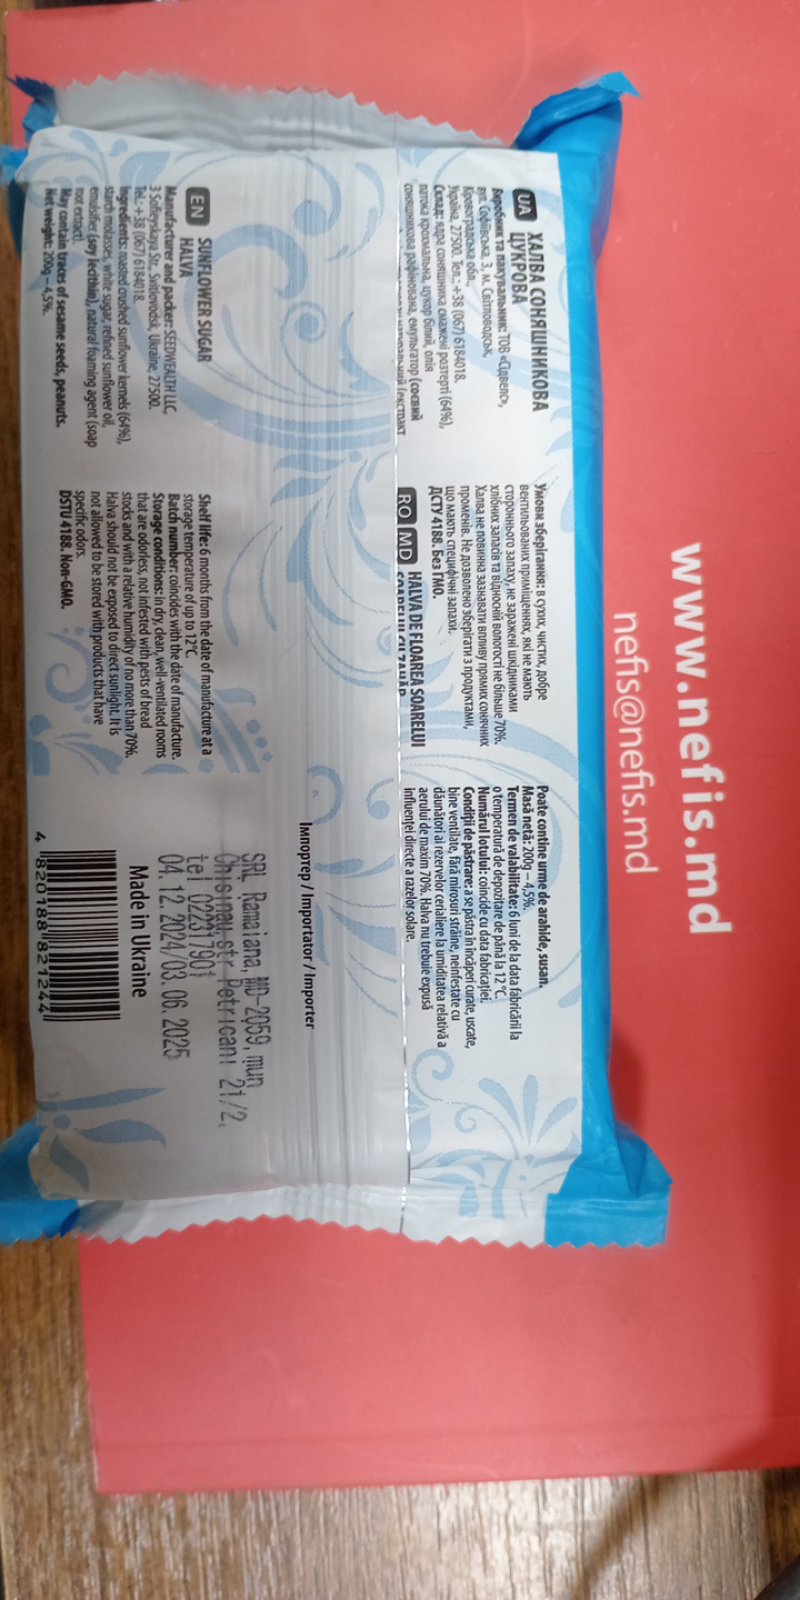 UA ХАЛВА СОНЯШНИКОВА
ЦУКРОВА
Виробник та пакувальник: ТОВ «Сідвелс»,
вул. Софіївська, 3, м. Світловодськ,
Кіровоградська обл.,
Україна, 27500. Тел.: +38 (067) 6184018.
Склад: ядра соняшника смажені розтерті (64%),
патока крохмальна, цукор білий, олія
соняшникова рафінована, емульгатор (соєвий
натуральний (екстракт
Умови зберігання: в сухих, чистих, добре
вентильованих приміщеннях, які не мають
стороннього запаху, не заражені шкідниками
хлібних запасів та відносній вологості не більше 70%.
Халва не повинна зазнавати впливу прямих сонячних
променів. Не дозволено зберігати з продуктами,
що мають специфічні запахи.
ДСТУ 4188. Без ГМО.
RO MD HALVA DE FLOAREA SOARELUI
Poate contine urme de arahide, susan.
Masă netă: 200g – 4,5%.
Termen de valabilitate: 6 luni de la data fabricării la
o temperatură de depozitare de până la 12 °C.
Numărul lotului: coincide cu data fabricației.
Condiții de păstrare: a se păstra în încăperi curate, uscate,
bine ventilate, fără mirosuri străine, neinfestate cu
dăunători ai rezervelor cerialiere la umiditatea relativă a
aerului de maxim 70%. Halva nu trebuie expusă
influenței directe a razelor solare.
EN SUNFLOWER SUGAR
HALVA
Manufacturer and packer: SEEDWEALTH LLC,
3 Sofievskaya Str., Svitlovodsk, Ukraine, 27500.
Tel.: +38 (067) 6184018.
Ingredients: roasted crushed sunflower kernels (64%),
starch molasses, white sugar, refined sunflower oil,
emulsifier (soy lecithin), natural foaming agent (soap
root extract).
May contain traces of sesame seeds, peanuts.
Net weight: 200g – 4,5%.
Shelf life: 6 months from the date of manufacture at a
storage temperature of up to 12°C.
Batch number: coincides with the date of manufacture.
Storage conditions: in dry, clean, well-ventilated rooms
that are odorless, not infested with pests of bread
stocks and with a relative humidity of no more than 70%.
Halva should not be exposed to direct sunlight. It is
not allowed to be stored with products that have
specific odors.
DSTU 4188. Non-GMO.
Імпортер / Importator / Importer
SRL Ramaiana, MD-2059, mun
Chisinau, str Petricani 21/2,
tel 022317901
04. 12. 2024/03. 06. 2025
Made in Ukraine
4 820188 821244
www.nefis.md
nefis@nefis.md